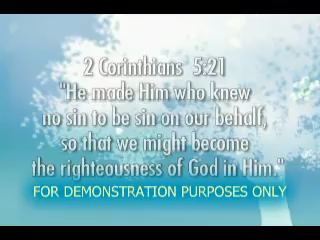 2 Corinthians 5:21
"He made Him who knew
no sin to be sin on our behalf,
so that we might become
the righteousness of God in Him."
FOR DEMONSTRATION PURPOSES ONLY